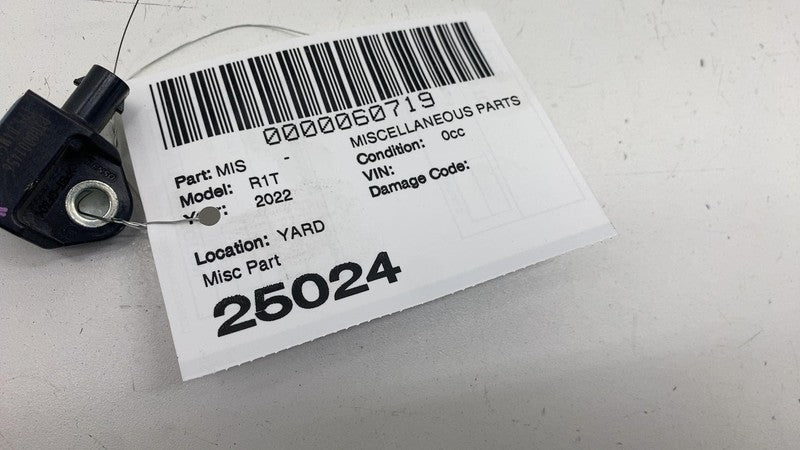 0000060719
Part: MIS - MISCELLANEOUS PARTS
Model: R1T Condition: 0cc
2022 VIN:
Damage Code:
Location: YARD
Misc Part
25024